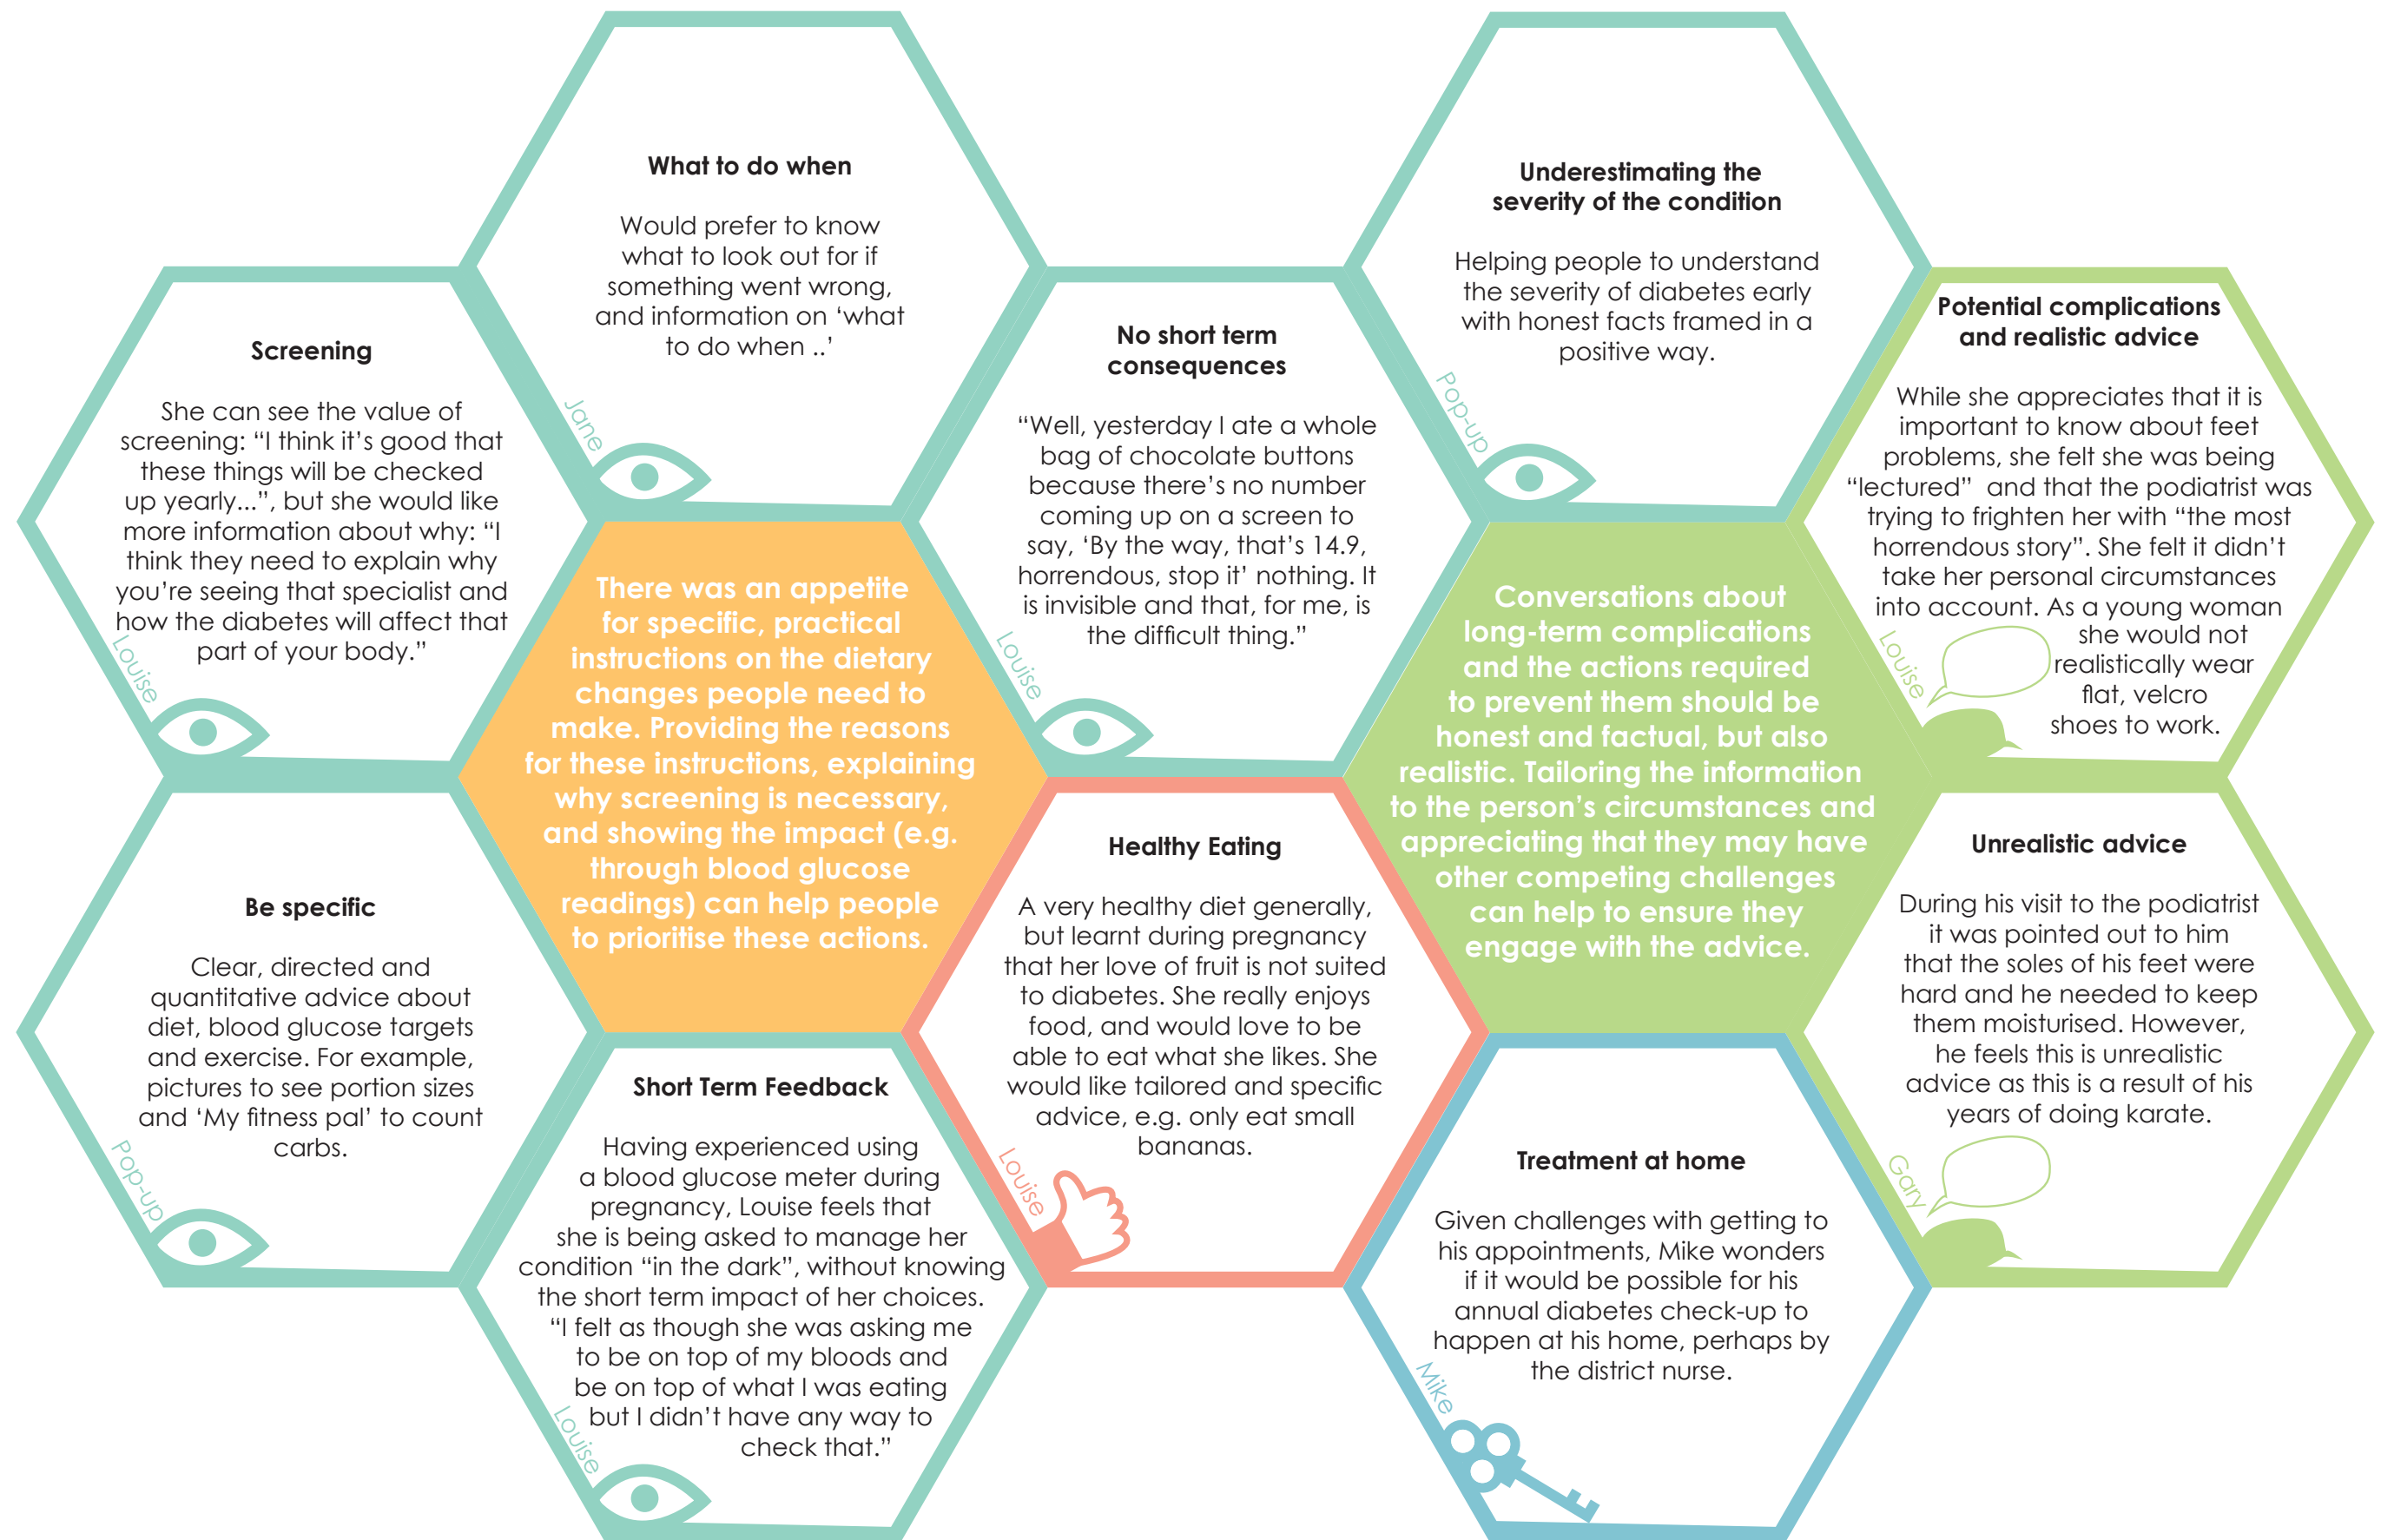 What to do when
Would prefer to know
what to look out for if
something went wrong,
and information on ‘what
to do when ..’
Jane
Underestimating the
severity of the condition
Helping people to understand
the severity of diabetes early
with honest facts framed in a
positive way.
Pop-up
Screening
She can see the value of
screening: “I think it’s good that
these things will be checked
up yearly...”, but she would like
more information about why: “I
think they need to explain why
you’re seeing that specialist and
how the diabetes will affect that
part of your body.”
Louise
No short term
consequences
“Well, yesterday I ate a whole
bag of chocolate buttons
because there’s no number
coming up on a screen to
say, ‘By the way, that’s 14.9,
horrendous, stop it’ nothing. It
is invisible and that, for me, is
the difficult thing.”
Louise
Potential complications
and realistic advice
While she appreciates that it is
important to know about feet
problems, she felt she was being
“lectured” and that the podiatrist was
trying to frighten her with “the most
horrendous story”. She felt it didn’t
take her personal circumstances
into account. As a young woman
she would not
realistically wear
flat, velcro
shoes to work.
Louise
There was an appetite
for specific, practical
instructions on the dietary
changes people need to
make. Providing the reasons
for these instructions, explaining
why screening is necessary,
and showing the impact (e.g.
through blood glucose
readings) can help people
to prioritise these actions.
Conversations about
long-term complications
and the actions required
to prevent them should be
honest and factual, but also
realistic. Tailoring the information
to the person’s circumstances and
appreciating that they may have
other competing challenges
can help to ensure they
engage with the advice.
Be specific
Clear, directed and
quantitative advice about
diet, blood glucose targets
and exercise. For example,
pictures to see portion sizes
and ‘My fitness pal’ to count
carbs.
Pop-up
Healthy Eating
A very healthy diet generally,
but learnt during pregnancy
that her love of fruit is not suited
to diabetes. She really enjoys
food, and would love to be
able to eat what she likes. She
would like tailored and specific
advice, e.g. only eat small
bananas.
Louise
Unrealistic advice
During his visit to the podiatrist
it was pointed out to him
that the soles of his feet were
hard and he needed to keep
them moisturised. However,
he feels this is unrealistic
advice as this is a result of his
years of doing karate.
Gary
Short Term Feedback
Having experienced using
a blood glucose meter during
pregnancy, Louise feels that
she is being asked to manage her
condition “in the dark”, without knowing
the short term impact of her choices.
“I felt as though she was asking me
to be on top of my bloods and
be on top of what I was eating
but I didn’t have any way to
check that.”
Louise
Treatment at home
Given challenges with getting to
his appointments, Mike wonders
if it would be possible for his
annual diabetes check-up to
happen at his home, perhaps by
the district nurse.
Mike